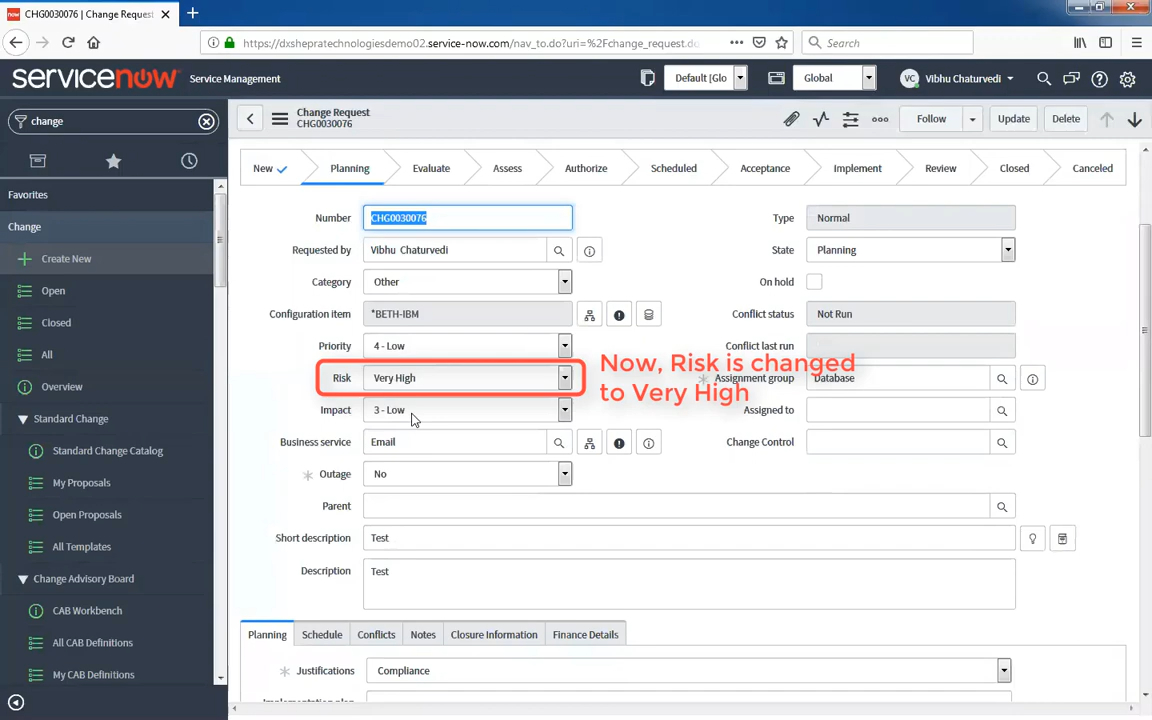 CHG0030076 | Change Request
https://dxshepratechnologiesdemo02.service-now.com/nav_to.do?uri=%2Fchange_request.do
Search
servicenow Service Management
Default [Glo
Global
VC Vibhu Chaturvedi
change
Change Request
CHG0030076
Follow
Update
Delete
New
Planning
Evaluate
Assess
Authorize
Scheduled
Acceptance
Implement
Review
Closed
Canceled
Favorites
Change
Create New
Open
Closed
All
Overview
Standard Change
Standard Change Catalog
My Proposals
Open Proposals
All Templates
Change Advisory Board
CAB Workbench
All CAB Definitions
My CAB Definitions
Number CHG0030076
Requested by Vibhu Chaturvedi
Category Other
Configuration item *BETH-IBM
Priority 4 - Low
Risk Very High
Impact 3 - Low
Business service Email
Outage No
Parent
Short description Test
Description Test
Type Normal
State Planning
On hold
Conflict status Not Run
Conflict last run
Assignment group Database
Assigned to
Change Control
Now, Risk is changed
to Very High
Planning
Schedule
Conflicts
Notes
Closure Information
Finance Details
Justifications Compliance
Implementation plan